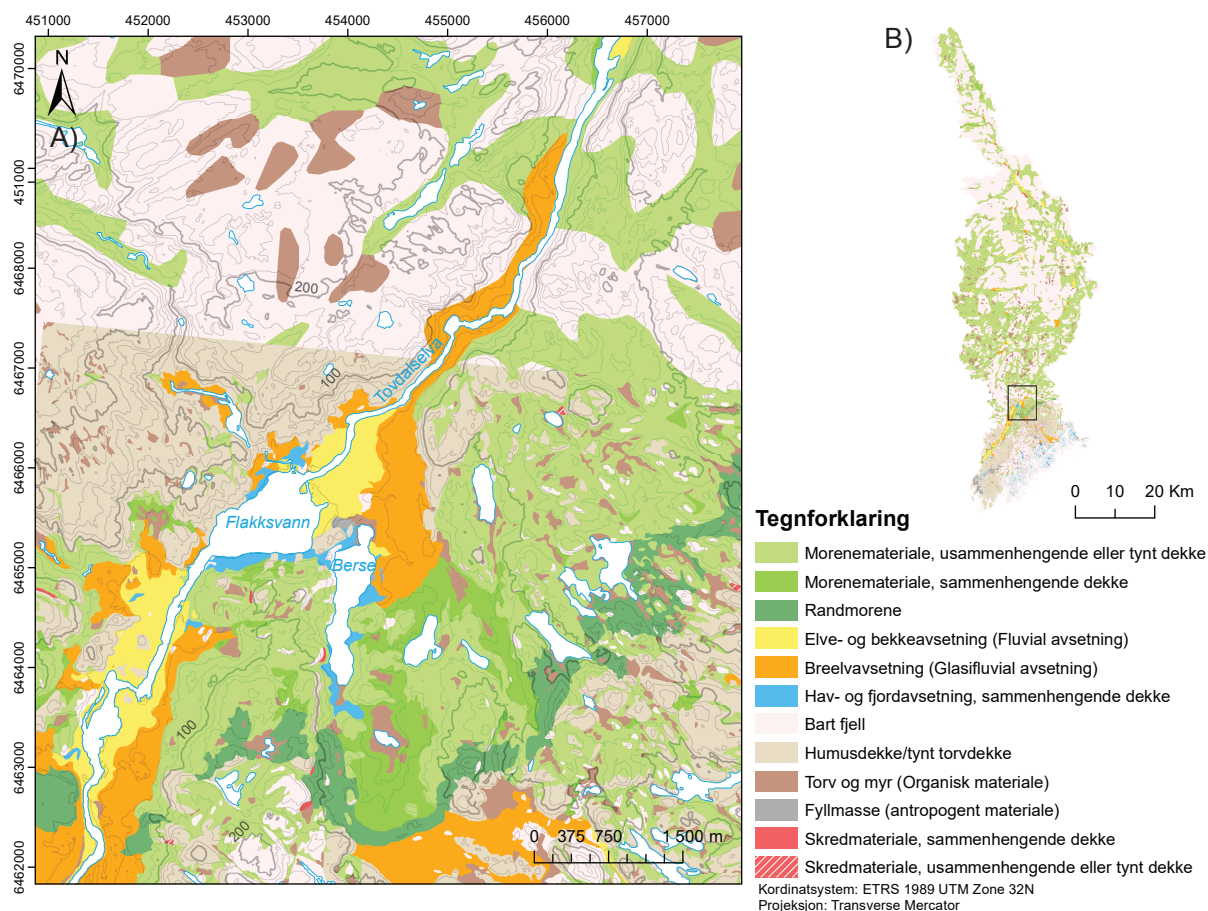 451000 452000 453000 454000 455000 456000 457000
B)
N
A)
6470000
451000
6468000
6467000
6466000
6465000
6464000
6463000
6462000
200
100
Tovdalselva
Flakksvann
Berse
100
200
0 375 750 1 500 m
0 10 20 Km
Tegnforklaring
Morenemateriale, usammenhengende eller tynt dekke
Morenemateriale, sammenhengende dekke
Randmorene
Elve- og bekkeavsetning (Fluvial avsetning)
Breelvavsetning (Glasifluvial avsetning)
Hav- og fjordavsetning, sammenhengende dekke
Bart fjell
Humusdekke/tynt torvdekke
Torv og myr (Organisk materiale)
Fyllmasse (antropogent materiale)
Skredmateriale, sammenhengende dekke
Skredmateriale, usammenhengende eller tynt dekke
Kordinatsystem: ETRS 1989 UTM Zone 32N
Projeksjon: Transverse Mercator